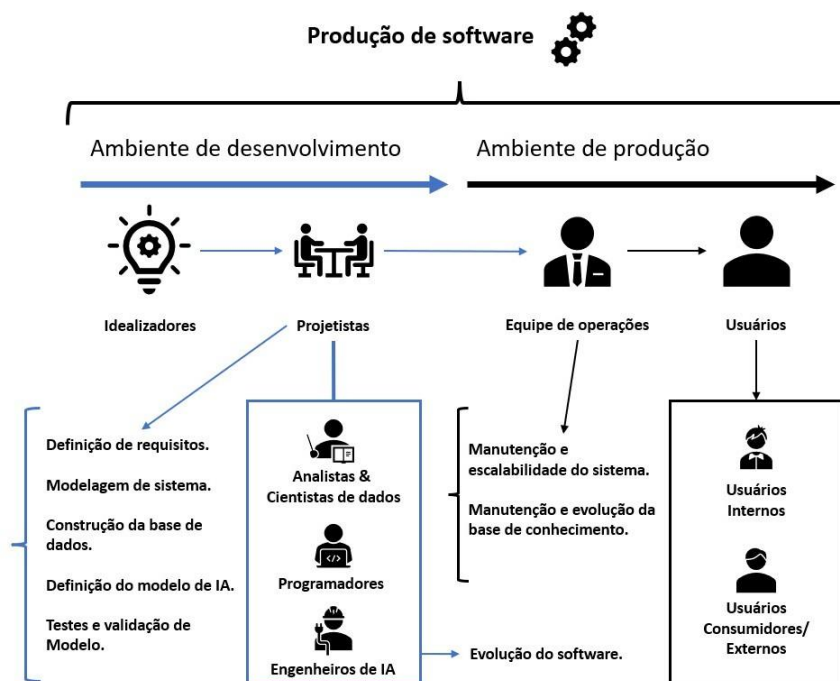 Produção de software
Ambiente de desenvolvimento
Ambiente de produção
Idealizadores
Projetistas
Equipe de operações
Usuários
Definição de requisitos.
Modelagem de sistema.
Construção da base de
dados.
Definição do modelo de IA.
Testes e validação de
Modelo.
Analistas &
Cientistas de dados
</>
Programadores
Engenheiros de IA
Manutenção e
escalabilidade do sistema.
Manutenção e evolução da
base de conhecimento.
Evolução do software.
Usuários
Internos
Usuários
Consumidores/
Externos